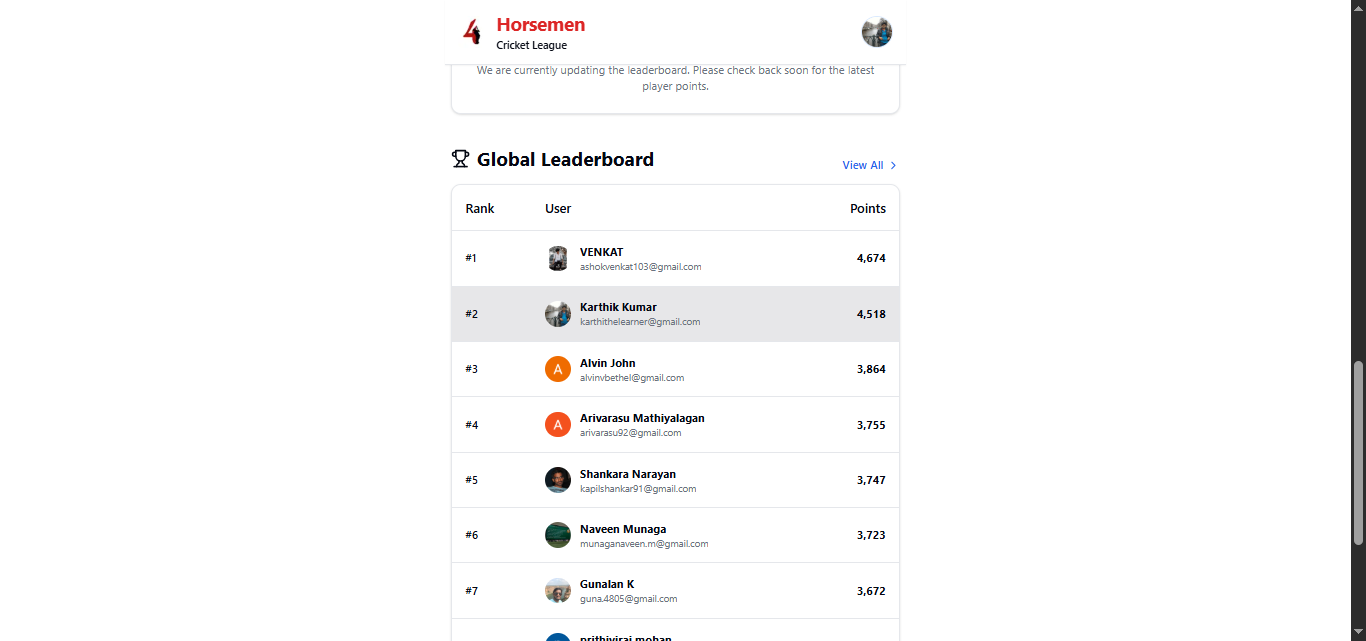 Horsemen
Cricket League
We are currently updating the leaderboard. Please check back soon for the latest
player points.
Global Leaderboard
View All
Rank User Points
#1 VENKAT 4,674
ashokvenkat103@gmail.com
#2 Karthik Kumar 4,518
karthithelearner@gmail.com
#3 A Alvin John 3,864
alvinvbethel@gmail.com
#4 A Arivarasu Mathiyalagan 3,755
arivarasu92@gmail.com
#5 Shankara Narayan 3,747
kapilshankar91@gmail.com
#6 Naveen Munaga 3,723
munaganaveen.m@gmail.com
#7 Gunalan K 3,672
guna.4805@gmail.com
prithiviraj mohan